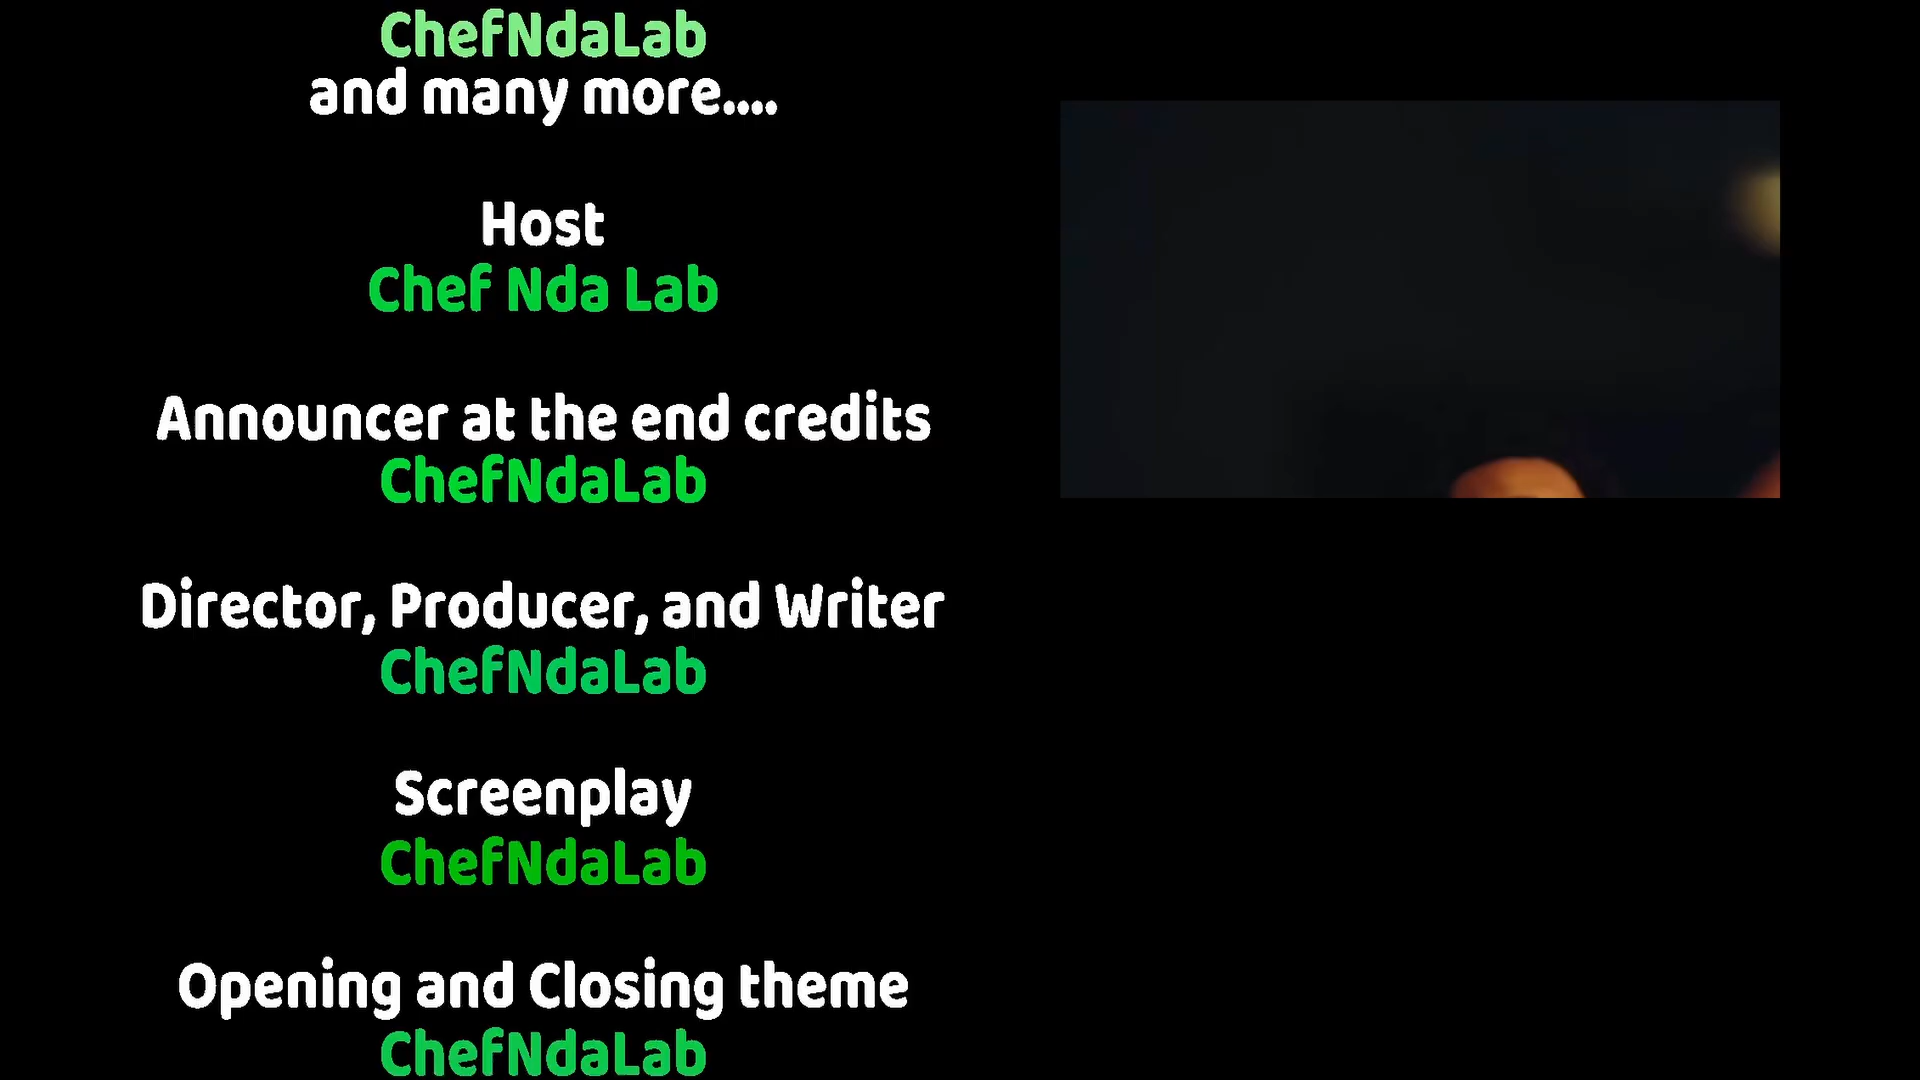 ChefNdaLab
and many more....
Host
Chef Nda Lab
Announcer at the end credits
ChefNdaLab
Director, Producer, and Writer
ChefNdaLab
Screenplay
ChefNdaLab
Opening and Closing theme
ChefNdaLab